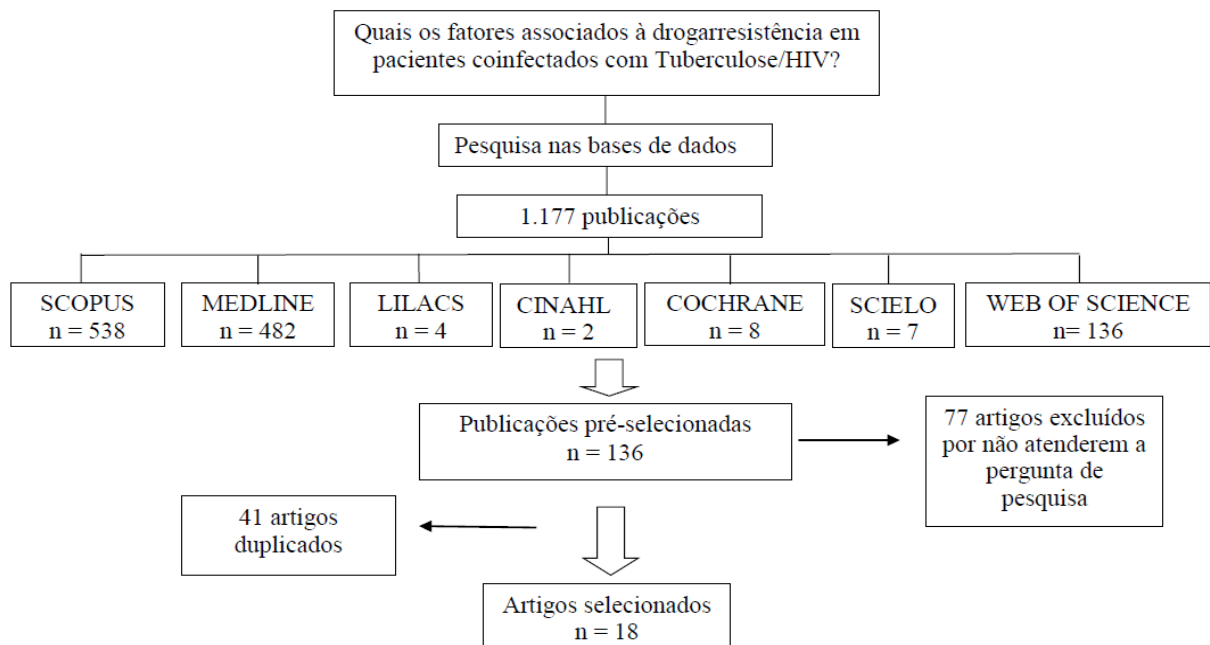 Quais os fatores associados à drogarresistência em
pacientes coinfectados com Tuberculose/HIV?
Pesquisa nas bases de dados
1.177 publicações
SCOPUS
n = 538
MEDLINE
n = 482
LILACS
n = 4
CINAHL
n = 2
COCHRANE
n = 8
SCIELO
n = 7
WEB OF SCIENCE
n= 136
Publicações pré-selecionadas
n = 136
77 artigos excluídos
por não atenderem a
pergunta de
pesquisa
41 artigos
duplicados
Artigos selecionados
n = 18